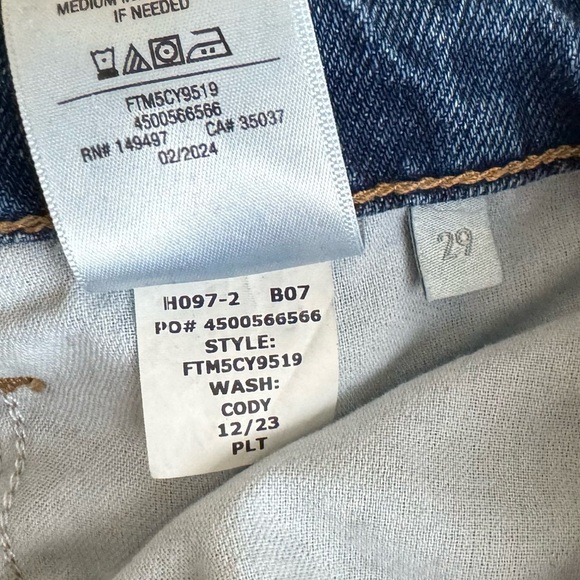 MEDIUM
IF NEEDED
FTM5CY9519
4500566566
RN# 149497 CA# 35037
02/2024
29
H097-2 B07
PO# 4500566566
STYLE:
FTM5CY9519
WASH:
CODY
12/23
PLT